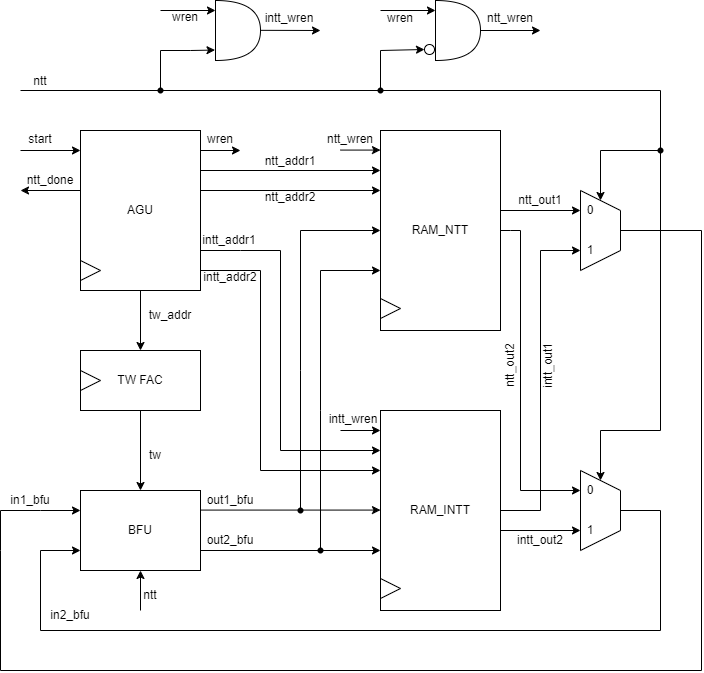 wren
intt_wren
wren
ntt_wren
ntt
start
wren
ntt_wren
ntt_addr1
ntt_done
ntt_addr2
ntt_out1
0
AGU
RAM_NTT
intt_addr1
1
intt_addr2
tw_addr
ntt_out2
intt_out1
TW FAC
intt_wren
tw
in1_bfu
out1_bfu
0
BFU
RAM_INTT
1
out2_bfu
intt_out2
ntt
in2_bfu